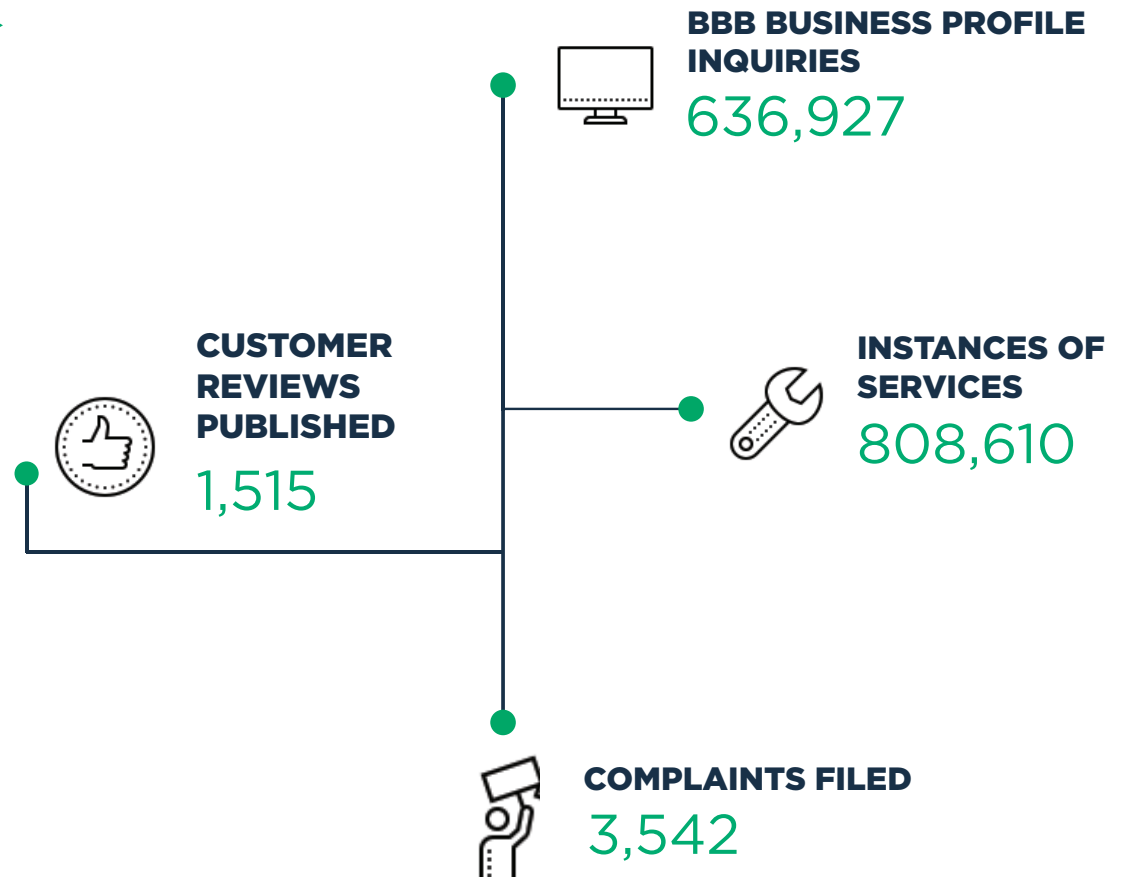 BBB BUSINESS PROFILE
INQUIRIES
636,927
CUSTOMER
REVIEWS
PUBLISHED
1,515
INSTANCES OF
SERVICES
808,610
COMPLAINTS FILED
3,542